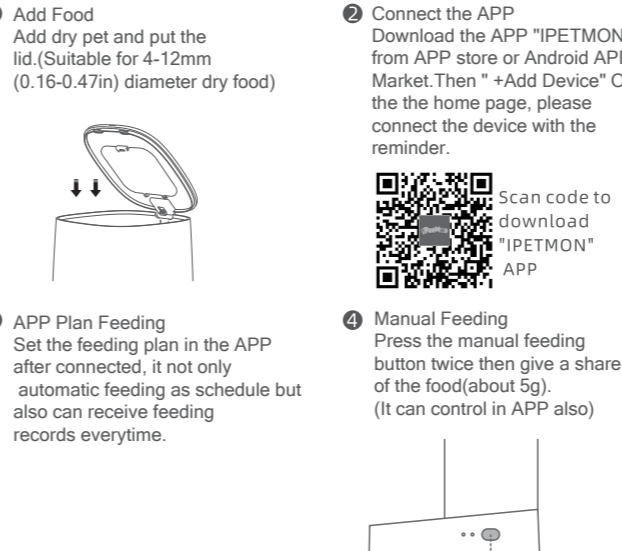 Add Food
Add dry pet and put the
lid.(Suitable for 4-12mm
(0.16-0.47in) diameter dry food)
2 Connect the APP
Download the APP "IPETMON
from APP store or Android
Market.Then " +Add Device"
the the home page, please
connect the device with the
reminder.
Scan code to
download
"IPETMON"
APP
APP Plan Feeding
Set the feeding plan in the APP
after connected, it not only
automatic feeding as schedule but
also can receive feeding
records everytime.
4 Manual Feeding
Press the manual feeding
button twice then give a share
of the food(about 5g).
(It can control in APP also)